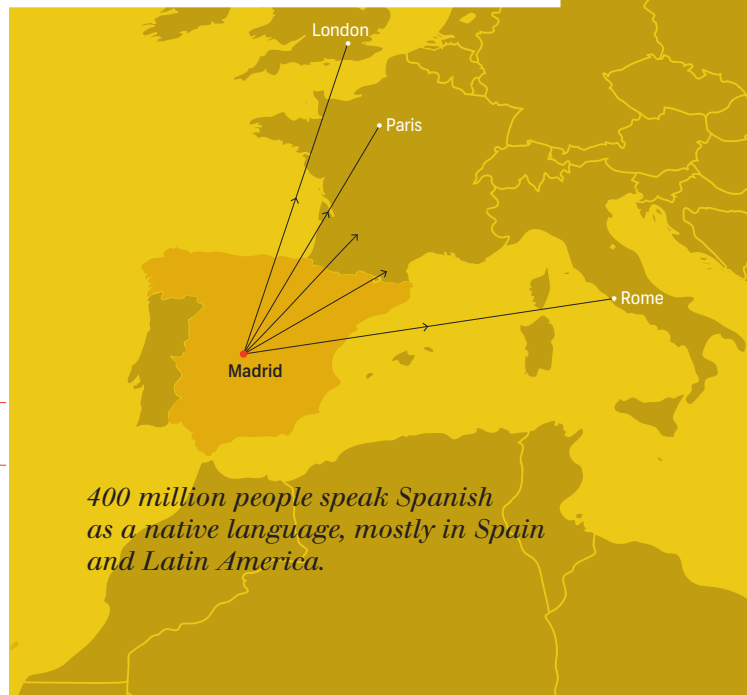 London
Paris
Rome
Madrid
400 million people speak Spanish
as a native language, mostly in Spain
and Latin America.